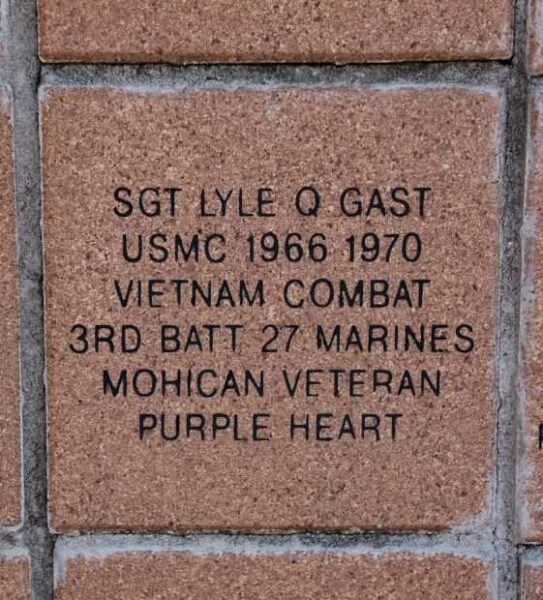 SGT LYLE Q GAST
USMC 1966 1970
VIETNAM COMBAT
3RD BATT 27 MARINES
MOHICAN VETERAN
PURPLE HEART